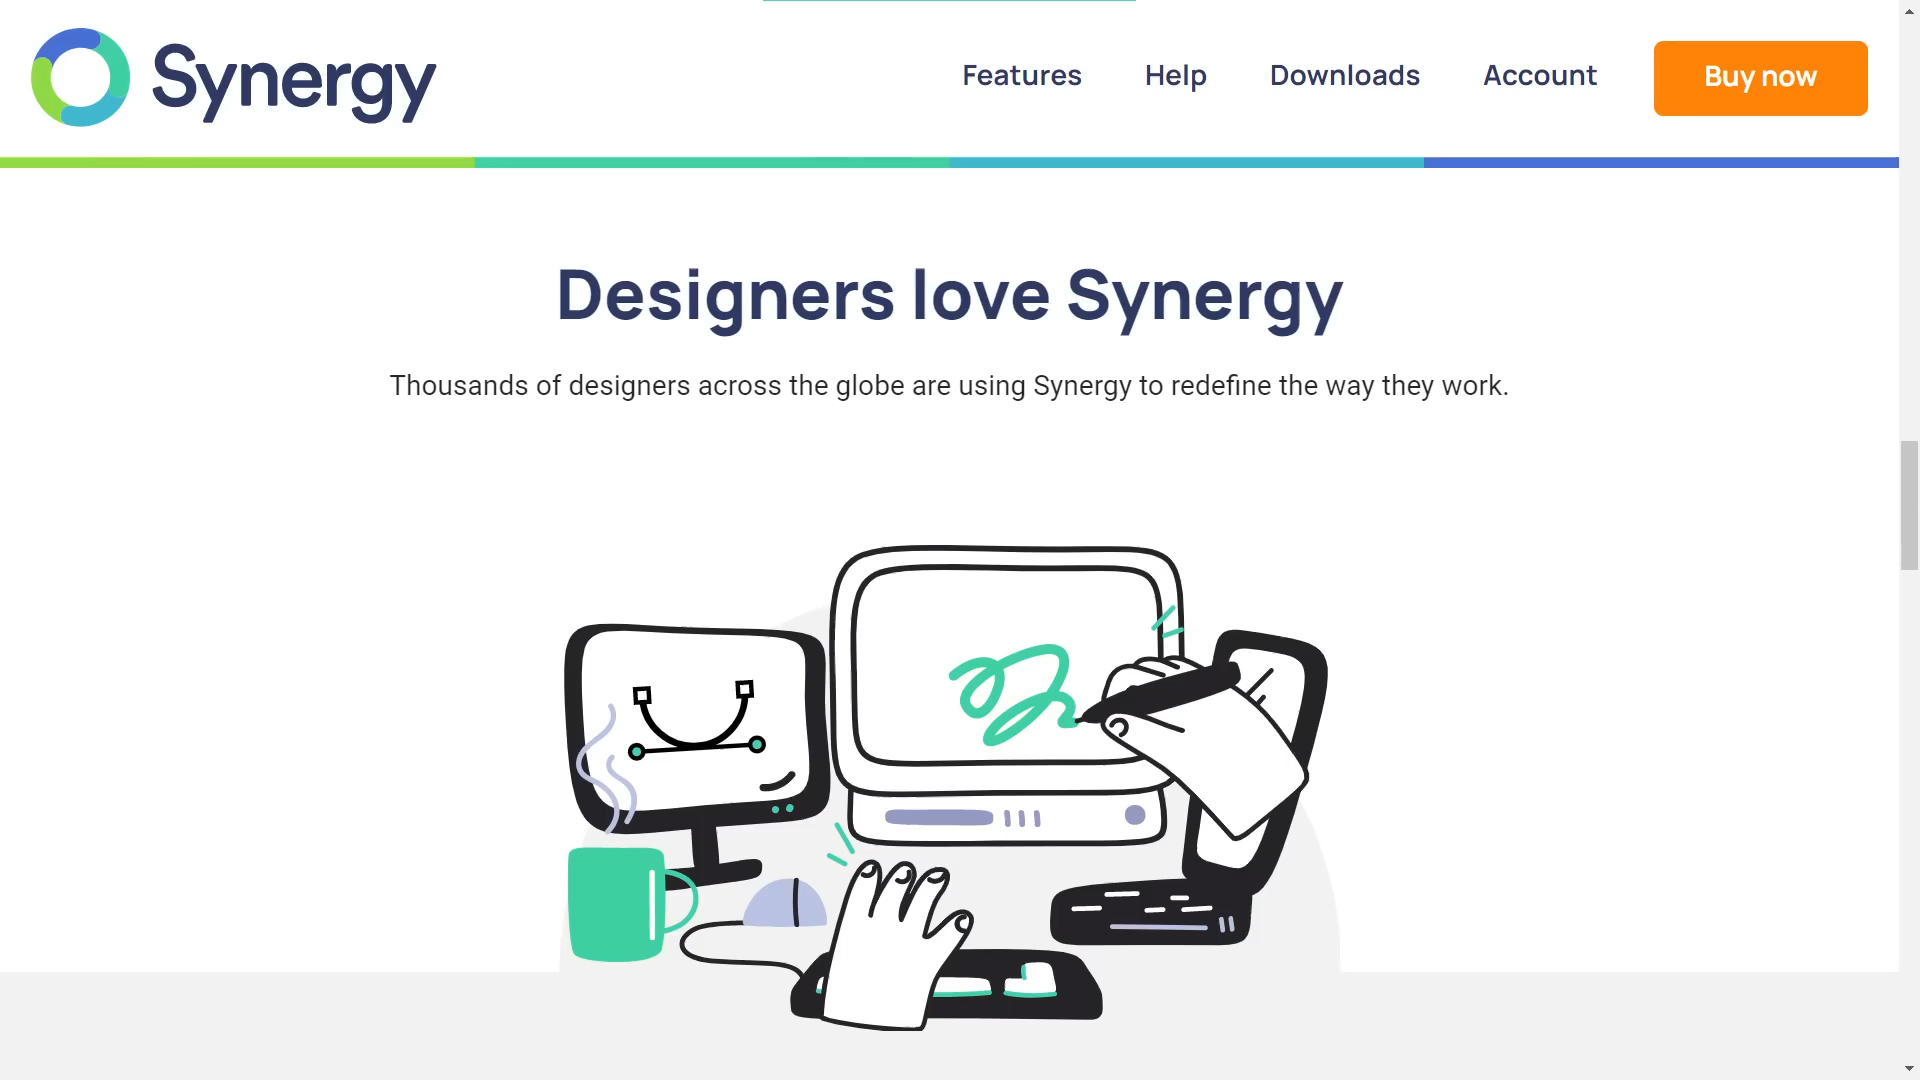 Synergy
Features
Help
Downloads
Account
Buy now
Designers love Synergy
Thousands of designers across the globe are using Synergy to redefine the way they work.